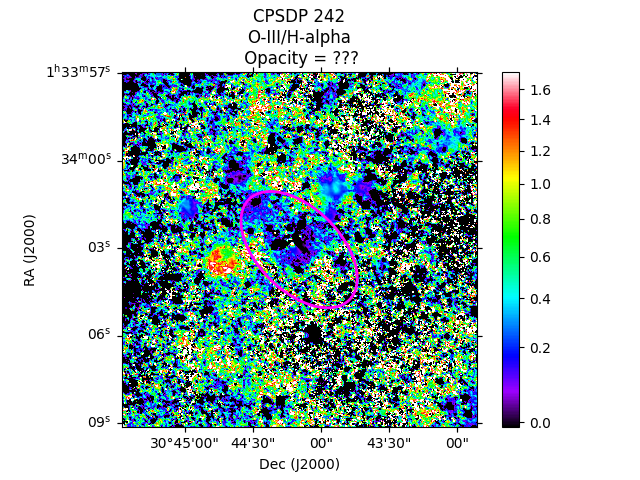 CPSDP 242
O-III/H-alpha
Opacity = ???
1h33m57s
34m00s
03s
06s
09s
RA (J2000)
30°45'00" 44'30" 00" 43'30" 00"
Dec (J2000)
1.6
1.4
1.2
1.0
0.8
0.6
0.4
0.2
0.0